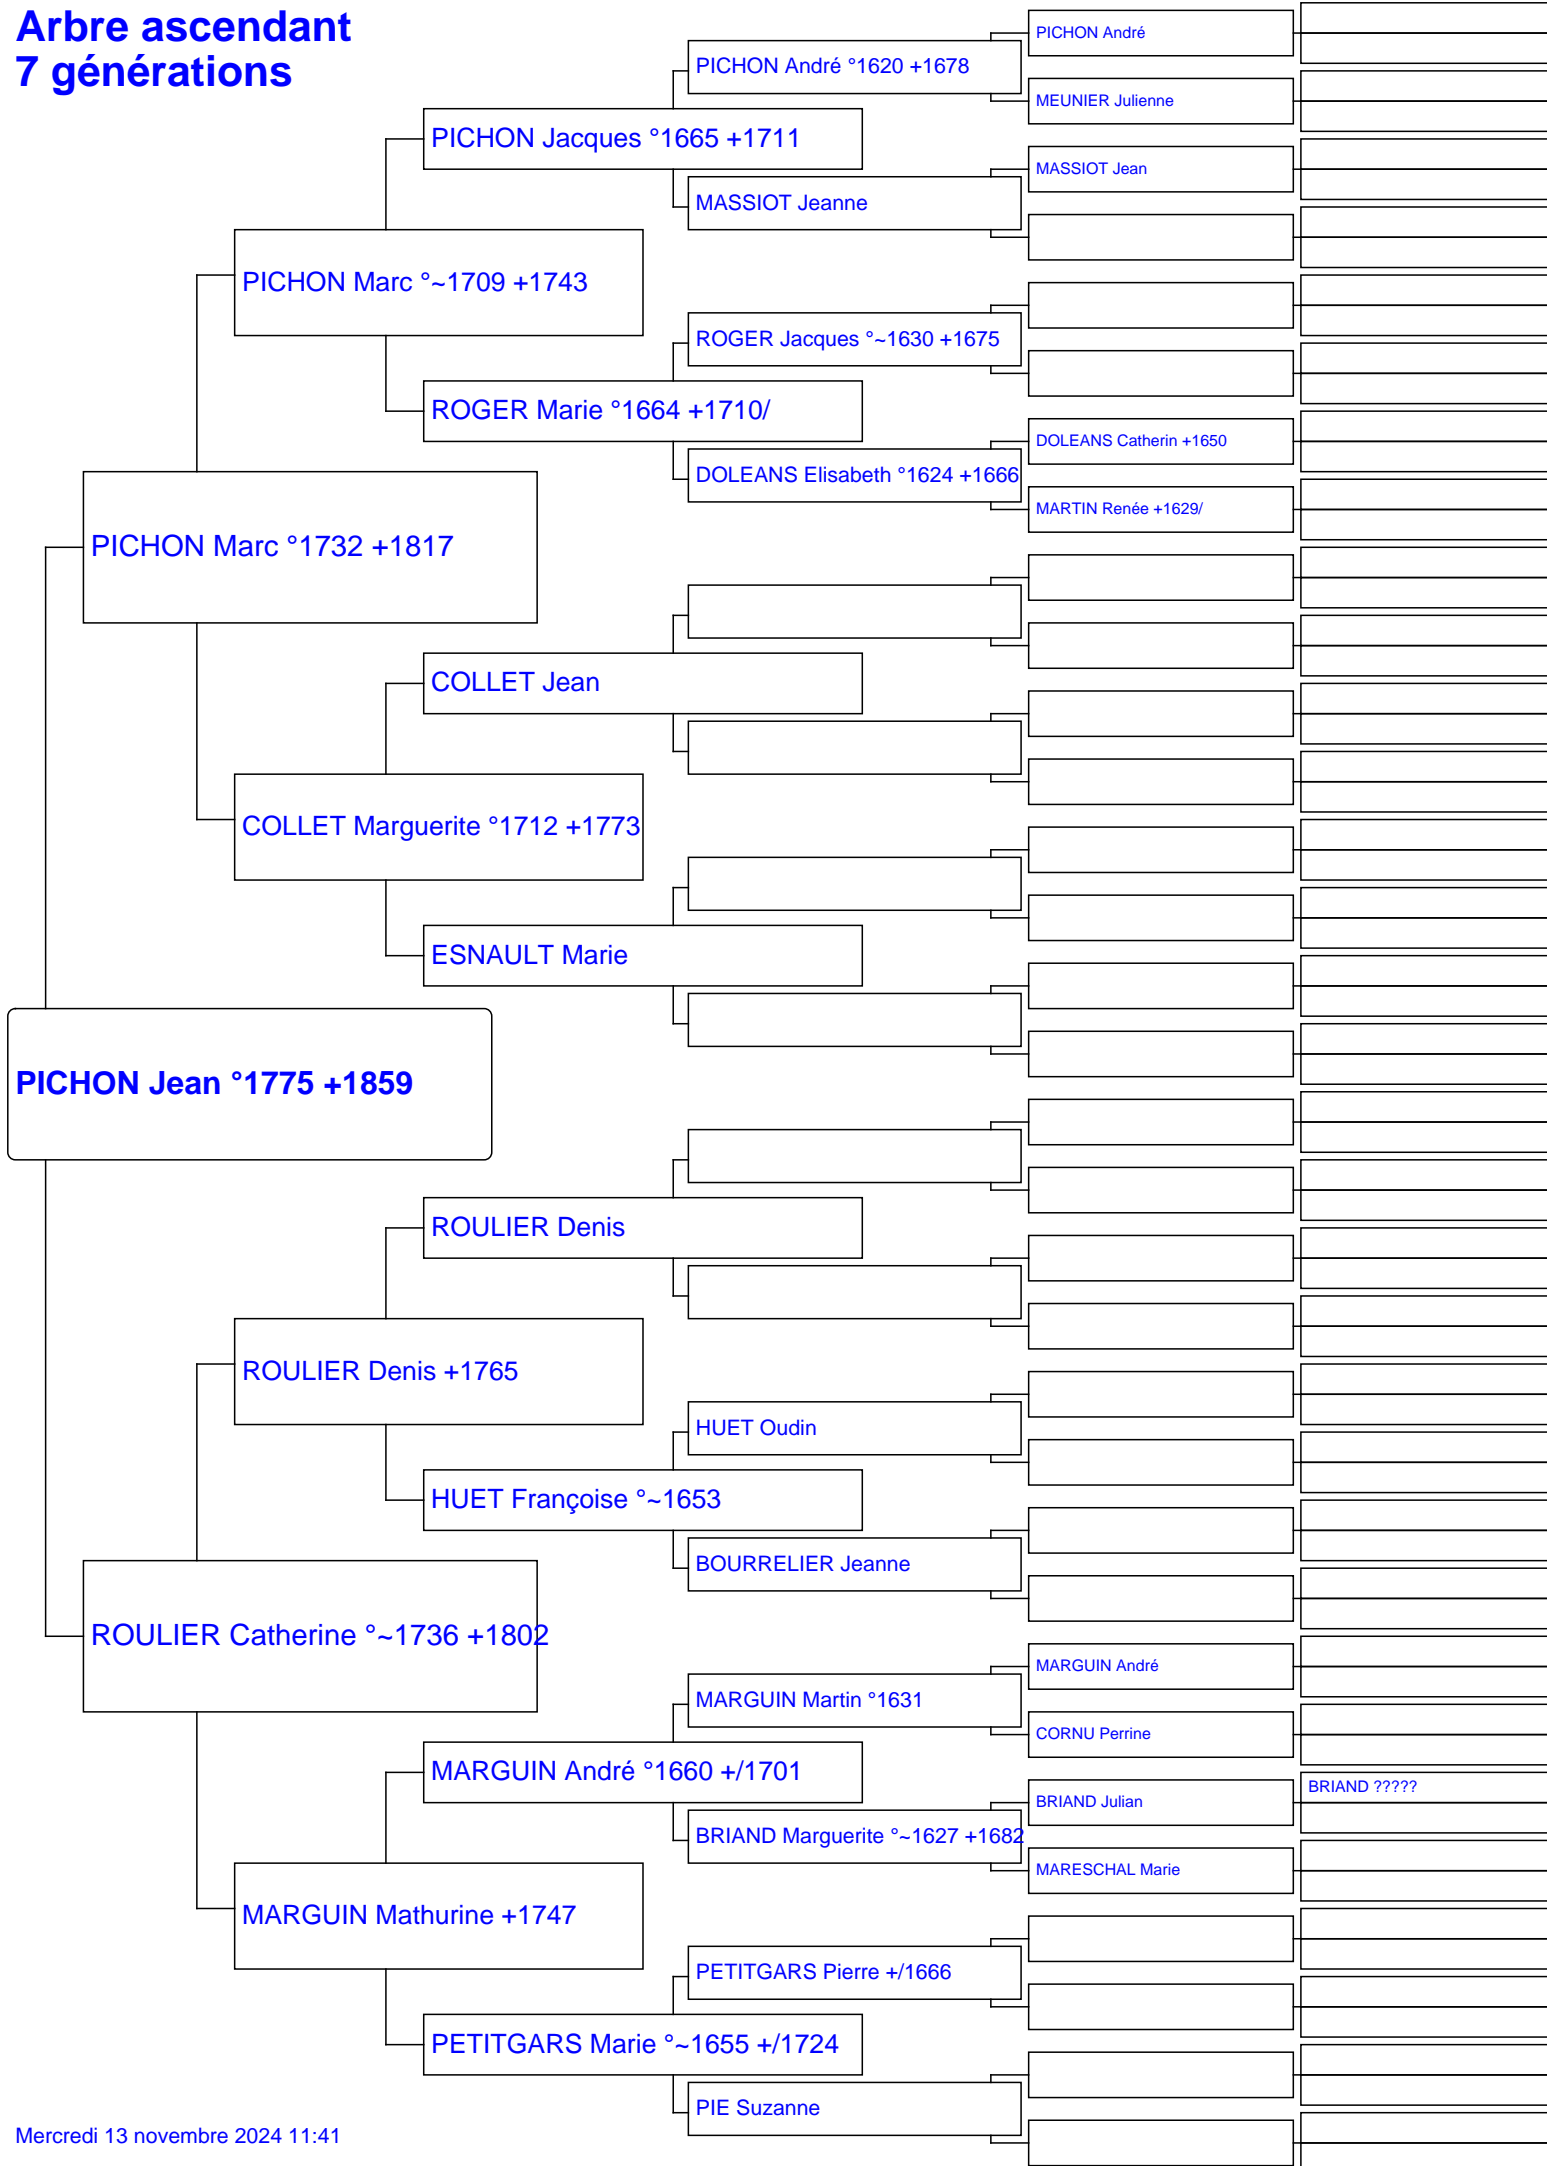 Arbre ascendant
7 générations
PICHON André
PICHON André °1620 +1678
MEUNIER Julienne
PICHON Jacques °1665 +1711
MASSIOT Jean
MASSIOT Jeanne
PICHON Marc °~1709 +1743
ROGER Jacques °~1630 +1675
ROGER Marie °1664 +1710/
DOLEANS Catherin +1650
DOLEANS Elisabeth °1624 +1666
MARTIN Renée +1629/
PICHON Marc °1732 +1817
COLLET Jean
COLLET Marguerite °1712 +1773
ESNAULT Marie
PICHON Jean °1775 +1859
ROULIER Denis
ROULIER Denis +1765
HUET Oudin
HUET Françoise °~1653
BOURRELIER Jeanne
ROULIER Catherine °~1736 +1802
MARGUIN André
MARGUIN Martin °1631
CORNU Perrine
MARGUIN André °1660 +/1701
BRIAND ?????
BRIAND Julian
BRIAND Marguerite °~1627 +1682
MARESCHAL Marie
MARGUIN Mathurine +1747
PETITGARS Pierre +/1666
PETITGARS Marie °~1655 +/1724
PIE Suzanne
Mercredi 13 novembre 2024 11:41